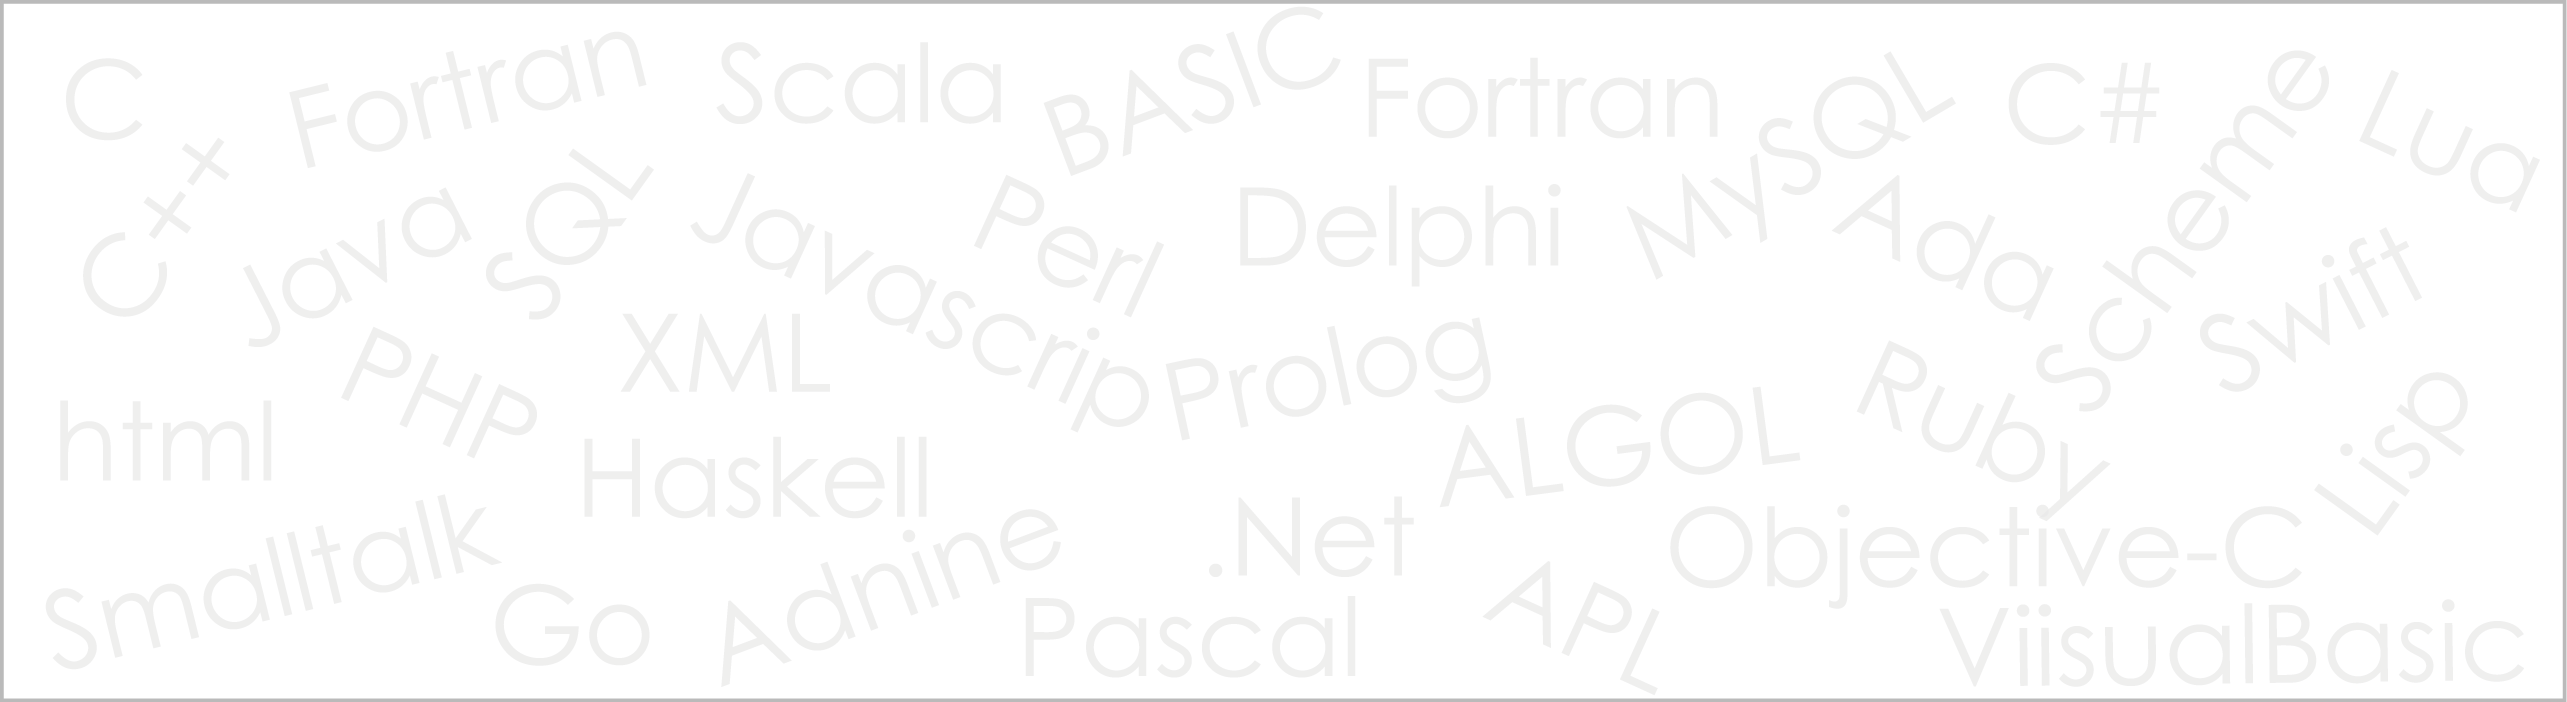 C
Fortran
Scala
BASIC
Fortran
MySQL
C#
Scheme
Lua
C++
Java
SQL
Javascrip
Perl
Delphi
Ada
Swift
PHP
XML
Prolog
Ruby
html
Haskell
ALGOL
Lisp
Smalltalk
Go
Adnine
.Net
Objective-C
Pascal
APL
ViisualBasic